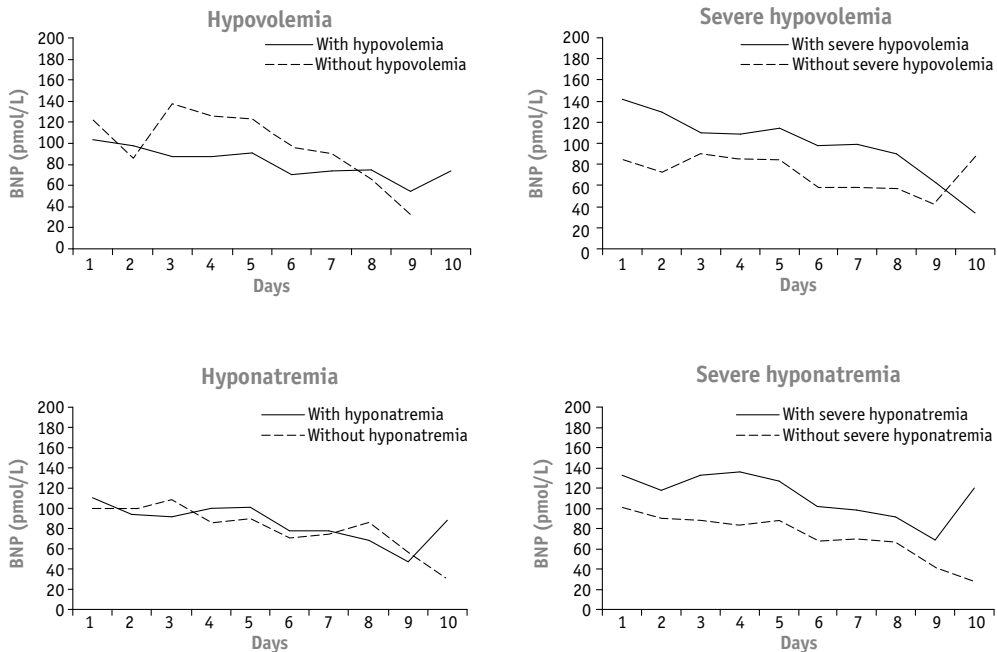 Hypovolemia
With hypovolemia
Without hypovolemia
BNP (pmol/L)
200
180
160
140
120
100
80
60
40
20
0
1 2 3 4 5 6 7 8 9 10
Days
Severe hypovolemia
With severe hypovolemia
Without severe hypovolemia
BNP (pmol/L)
200
180
160
140
120
100
80
60
40
20
0
1 2 3 4 5 6 7 8 9 10
Days
Hyponatremia
With hyponatremia
Without hyponatremia
BNP (pmol/L)
200
180
160
140
120
100
80
60
40
20
0
1 2 3 4 5 6 7 8 9 10
Days
Severe hyponatremia
With severe hyponatremia
Without severe hyponatremia
BNP (pmol/L)
200
180
160
140
120
100
80
60
40
20
0
1 2 3 4 5 6 7 8 9 10
Days